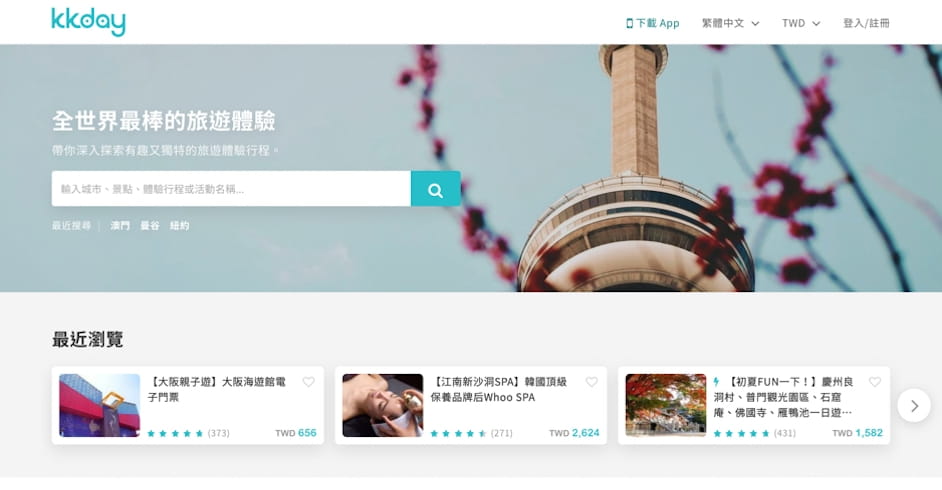 kkday
下載 App
繁體中文
TWD
登入/註冊
全世界最棒的旅遊體驗
帶你深入探索有趣又獨特的旅遊體驗行程。
輸入城市、景點、體驗行程或活動名稱...
最近搜尋 | 澳門 曼谷 紐約
最近瀏覽
【大阪親子遊】大阪海遊館電
子門票
(373) TWD 656
【江南新沙洞SPA】韓國頂級
保養品牌后Whoo SPA
(271) TWD 2,624
【初夏FUN一下！】慶州良
洞村、普門觀光園區、石窟
庵、佛國寺、雁鴨池一日遊⋯
(431) TWD 1,582